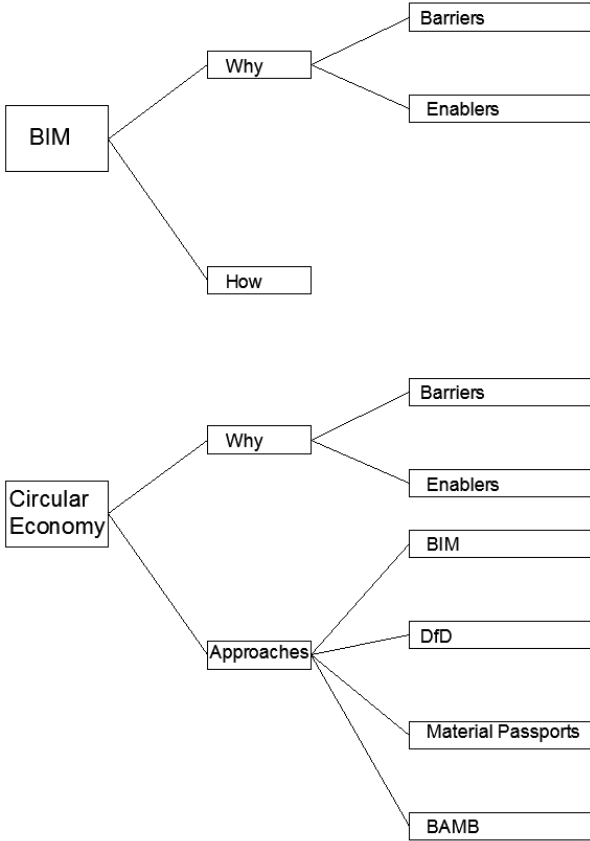 Barriers
Why
Enablers
BIM
How
Barriers
Why
Enablers
Circular
Economy
BIM
DfD
Approaches
Material Passports
BAMB